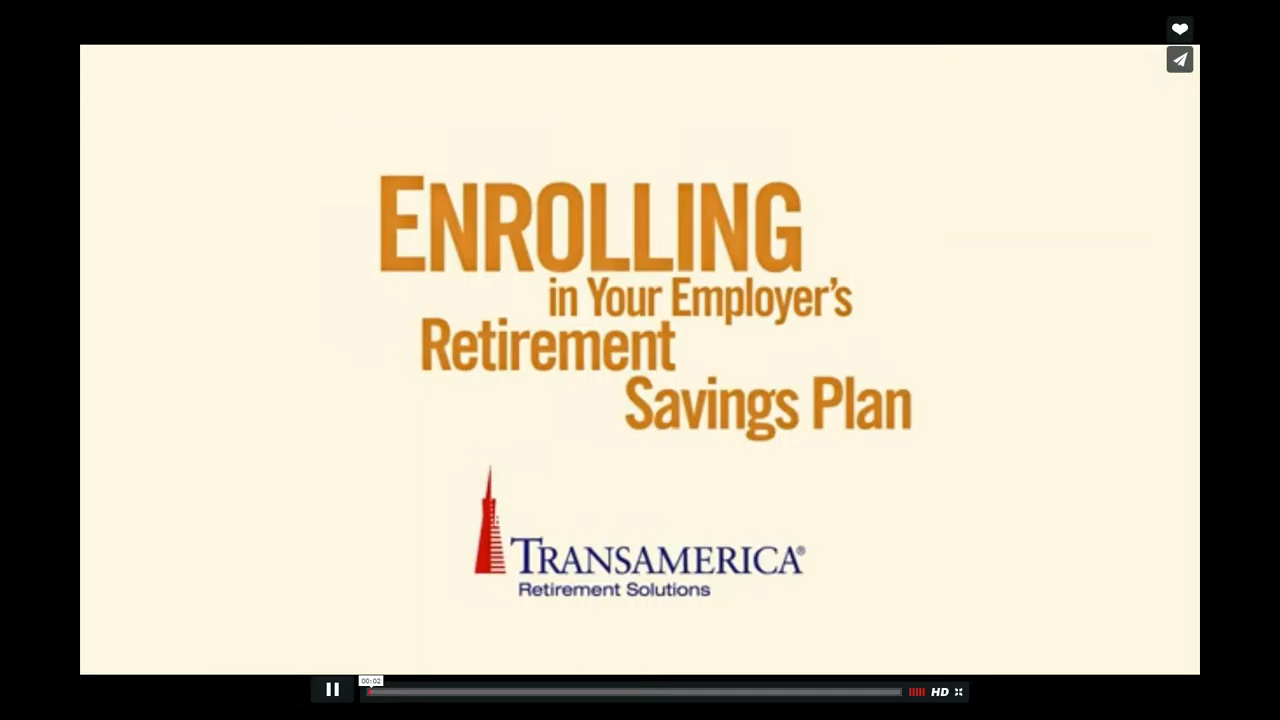 ENROLLING
in Your Employer's
Retirement
Savings Plan
TRANSAMERICA®
Retirement Solutions
00:02
HD